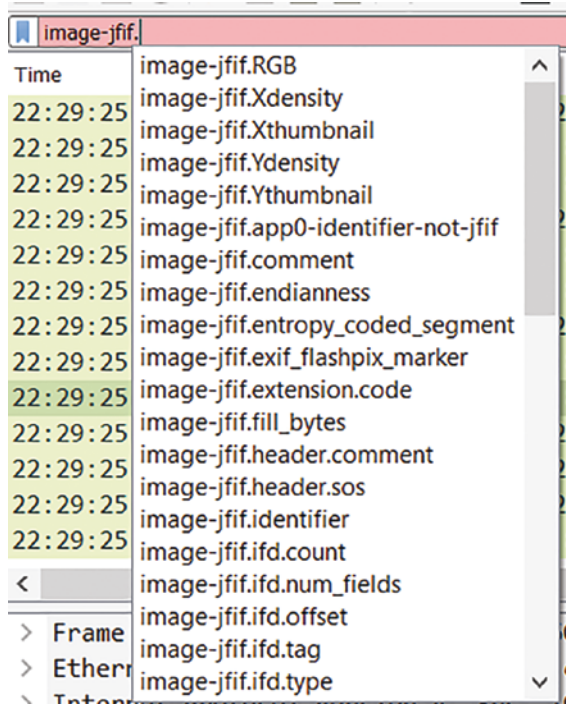 image-jfif.
Time
image-jfif.RGB
image-jfif.Xdensity
image-jfif.Xthumbnail
image-jfif.Ydensity
image-jfif.Ythumbnail
image-jfif.app0-identifier-not-jfif
image-jfif.comment
image-jfif.endianness
image-jfif.entropy_coded_segment
image-jfif.exif_flashpix_marker
image-jfif.extension.code
image-jfif.fill_bytes
image-jfif.header.comment
image-jfif.header.sos
image-jfif.identifier
image-jfif.ifd.count
image-jfif.ifd.num_fields
image-jfif.ifd.offset
image-jfif.ifd.tag
image-jfif.ifd.type
22:29:25
22:29:25
22:29:25
22:29:25
22:29:25
22:29:25
22:29:25
22:29:25
22:29:25
22:29:25
22:29:25
22:29:25
22:29:25
<
> Frame
> Ethern
>